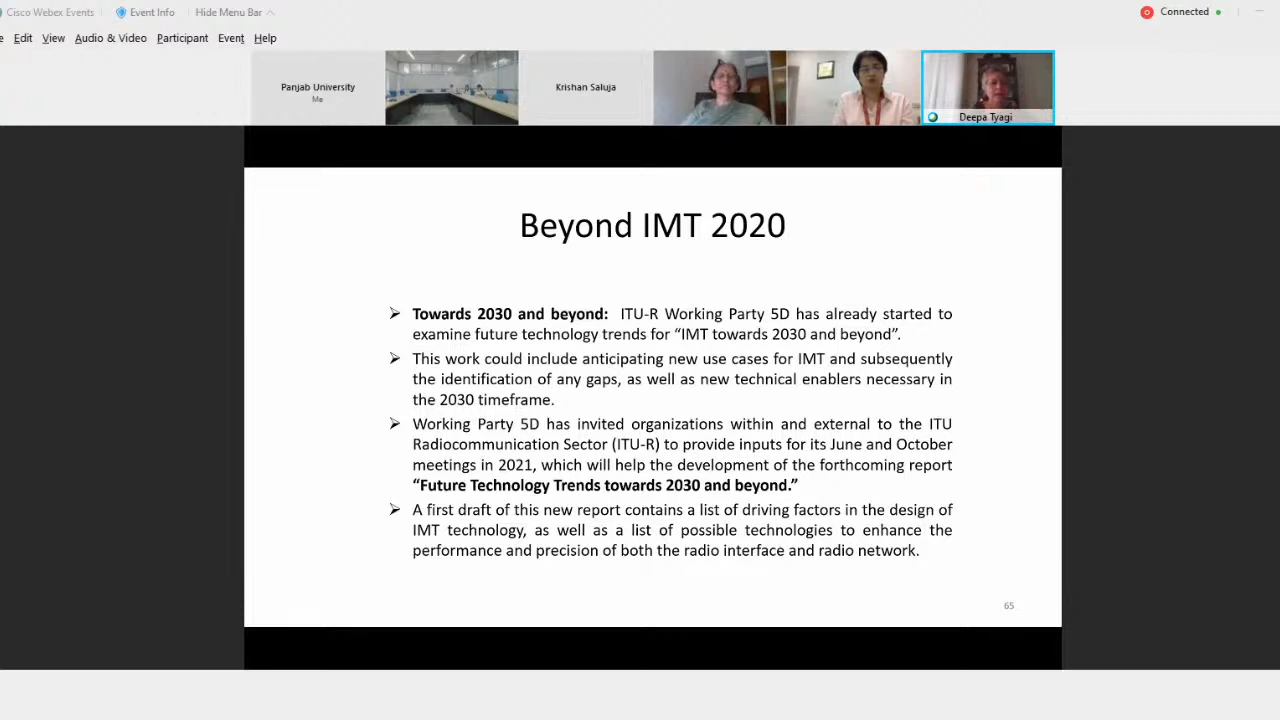 Cisco Webex Events Event Info Hide Menu Bar Connected
e Edit View Audio & Video Participant Event Help
Panjab University
Me
Krishan Saluja
Deepa Tyagi
Beyond IMT 2020
➢ Towards 2030 and beyond: ITU-R Working Party 5D has already started to
examine future technology trends for “IMT towards 2030 and beyond”.
➢ This work could include anticipating new use cases for IMT and subsequently
the identification of any gaps, as well as new technical enablers necessary in
the 2030 timeframe.
➢ Working Party 5D has invited organizations within and external to the ITU
Radiocommunication Sector (ITU-R) to provide inputs for its June and October
meetings in 2021, which will help the development of the forthcoming report
“Future Technology Trends towards 2030 and beyond.”
➢ A first draft of this new report contains a list of driving factors in the design of
IMT technology, as well as a list of possible technologies to enhance the
performance and precision of both the radio interface and radio network.
65